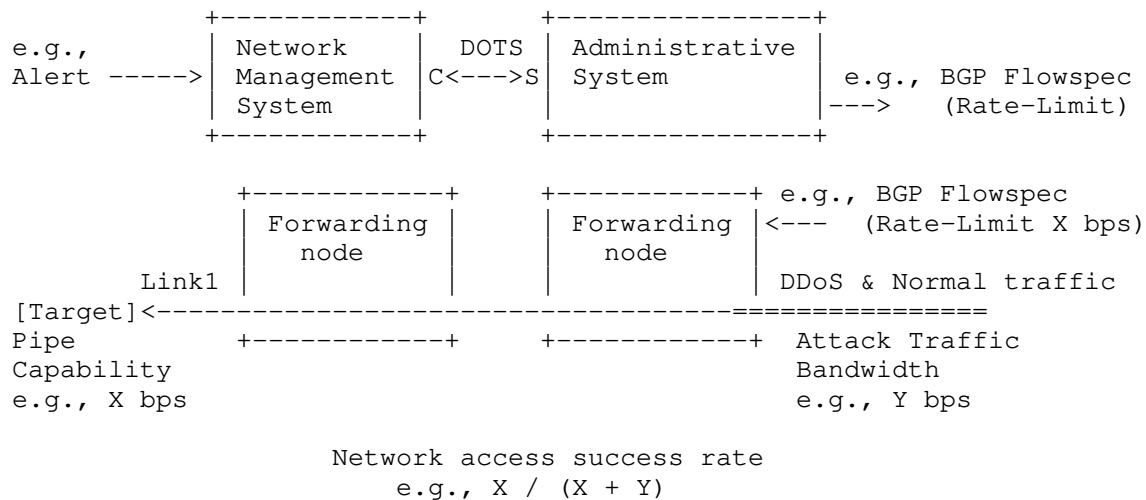 e.g., Network DOTS Administrative
Alert ----->| Management C<--->S| System e.g., BGP Flowspec
System |---> (Rate-Limit)
e.g., BGP Flowspec
Forwarding Forwarding <--- (Rate-Limit X bps)
node node
Link1 DDoS & Normal traffic
[Target]<------------------------------------================
Pipe Attack Traffic
Capability Bandwidth
e.g., X bps e.g., Y bps
Network access success rate
e.g., X / (X + Y)